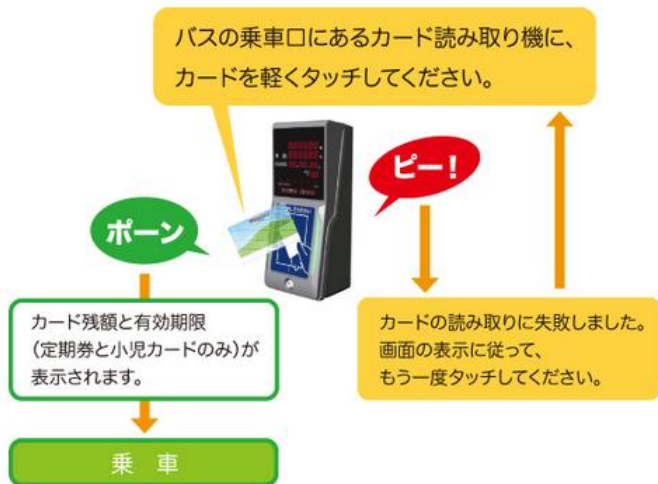 バスの乗車口にあるカード読み取り機に、
カードを軽くタッチしてください。
ピー！
ポーン
カード残額と有効期限
（定期券と小児カードのみ）が
表示されます。
カードの読み取りに失敗しました。
画面の表示に従って、
もう一度タッチしてください。
乗　車